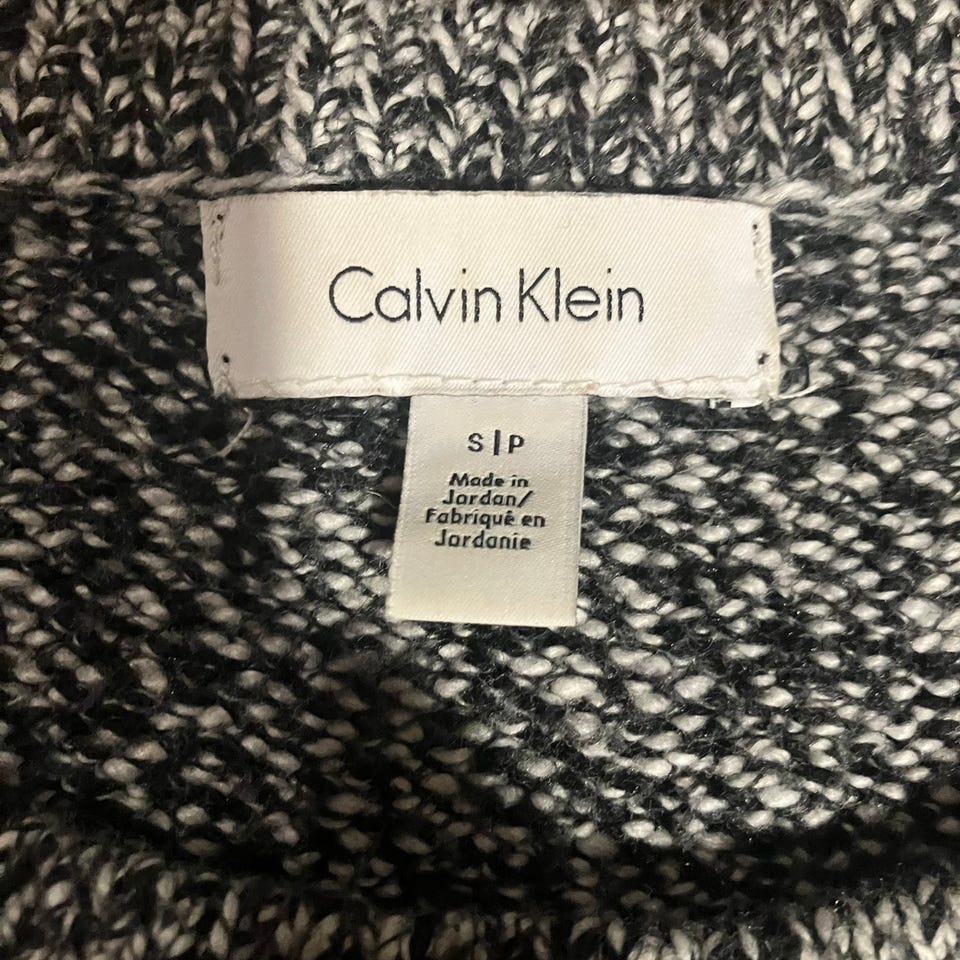 Calvin Klein
S|P
Made in
Jordan/
Fabriqué en
Jordanie